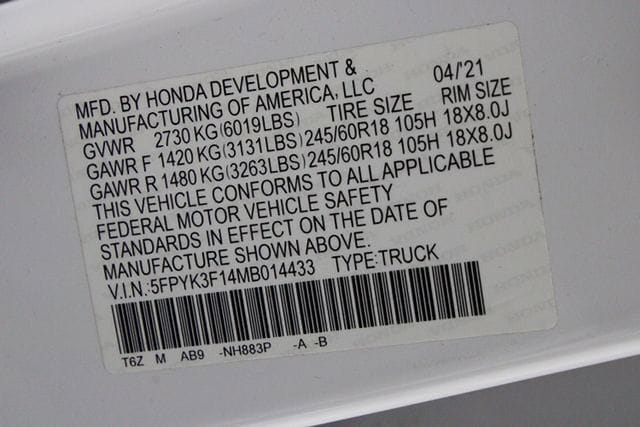 MFD. BY HONDA DEVELOPMENT & 04/'21
MANUFACTURING OF AMERICA, LLC
GVWR 2730 KG(6019LBS) TIRE SIZE RIM SIZE
GAWR F 1420 KG(3131LBS) 245/60R18 105H 18X8.0J
GAWR R 1480 KG(3263LBS) 245/60R18 105H 18X8.0J
THIS VEHICLE CONFORMS TO ALL APPLICABLE
FEDERAL MOTOR VEHICLE SAFETY
STANDARDS IN EFFECT ON THE DATE OF
MANUFACTURE SHOWN ABOVE.
V.I.N.:5FPYK3F14MB014433 TYPE:TRUCK
T6Z M AB9 -NH883P -A -B